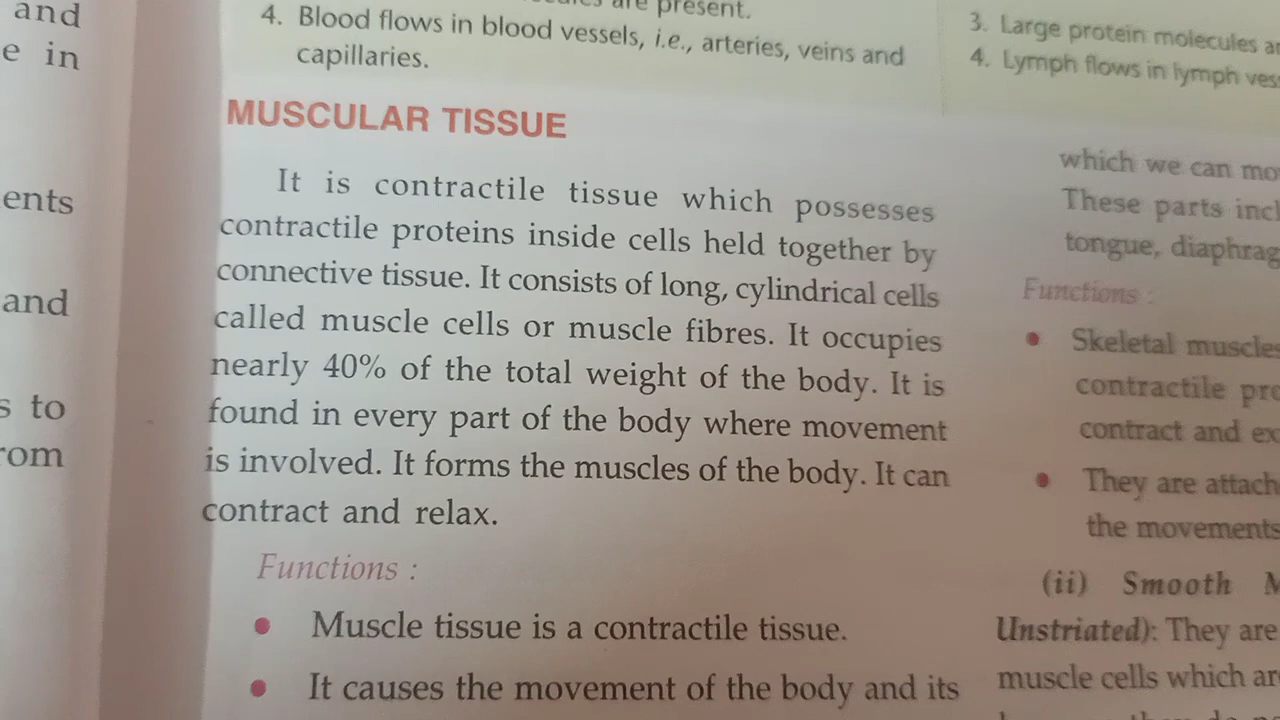 and
e in
ents
and
s to
rom
are present.
4. Blood flows in blood vessels, i.e., arteries, veins and
capillaries.
MUSCULAR TISSUE
It is contractile tissue which possesses
contractile proteins inside cells held together by
connective tissue. It consists of long, cylindrical cells
called muscle cells or muscle fibres. It occupies
nearly 40% of the total weight of the body. It is
found in every part of the body where movement
is involved. It forms the muscles of the body. It can
contract and relax.
Functions :
• Muscle tissue is a contractile tissue.
• It causes the movement of the body and its
3. Large protein molecules a
4. Lymph flows in lymph ves
which we can mo
These parts incl
tongue, diaphrag
Functions :
• Skeletal muscles
contractile pro
contract and ex
• They are attach
the movements
(ii) Smooth M
Unstriated): They are
muscle cells which ar